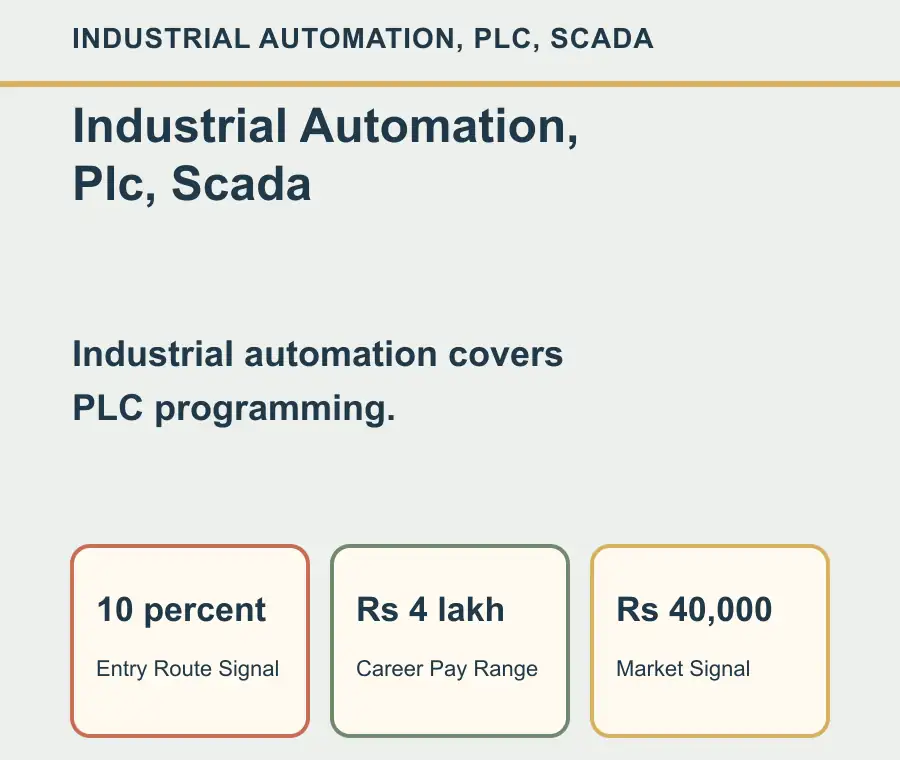 INDUSTRIAL AUTOMATION, PLC, SCADA
Industrial Automation,
Plc, Scada
Industrial automation covers
PLC programming.
10 percent
Entry Route Signal
Rs 4 lakh
Career Pay Range
Rs 40,000
Market Signal